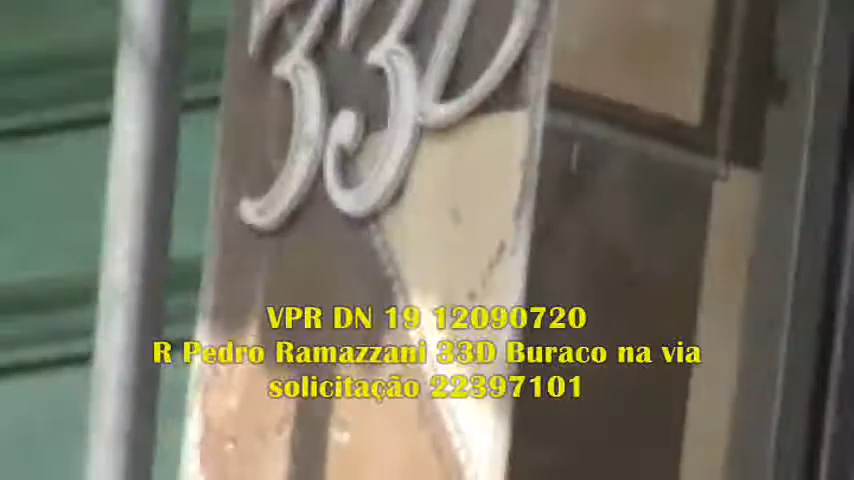 33D
VPR DN 19 12090720
R Pedro Ramazzani 33D Buraco na via
solicitação 22397101